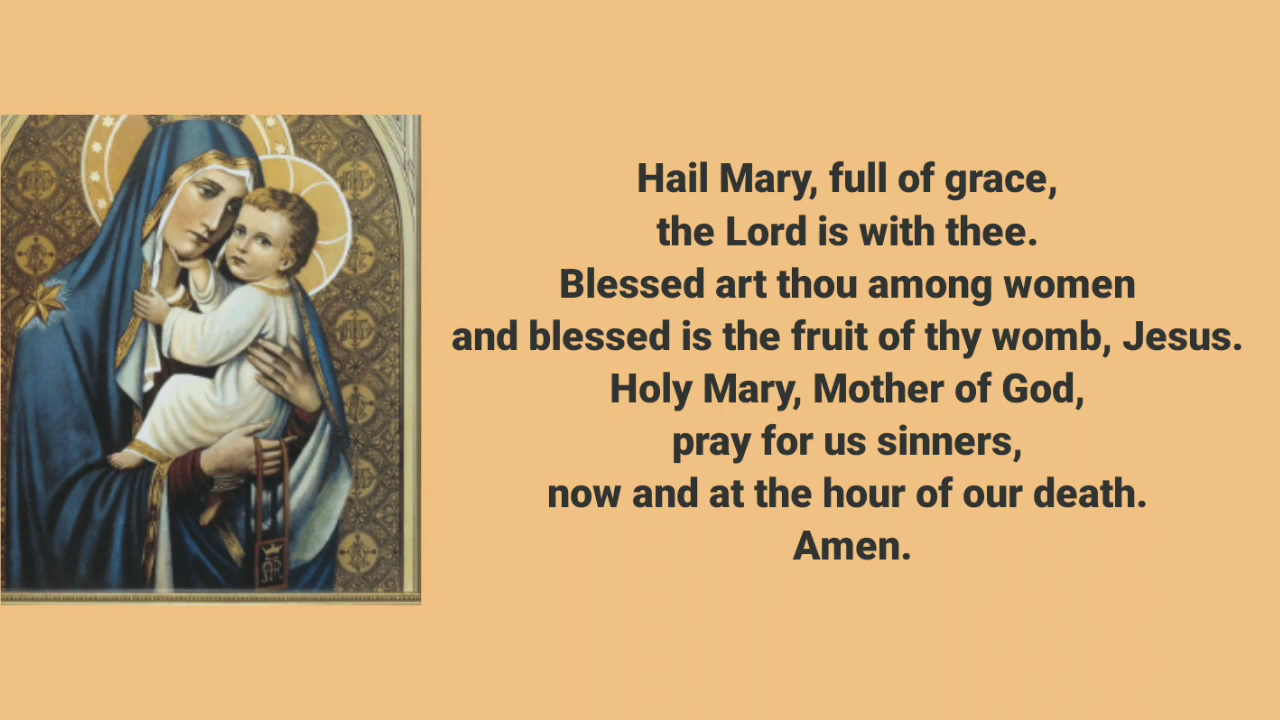 Hail Mary, full of grace,
the Lord is with thee.
Blessed art thou among women
and blessed is the fruit of thy womb, Jesus.
Holy Mary, Mother of God,
pray for us sinners,
now and at the hour of our death.
Amen.